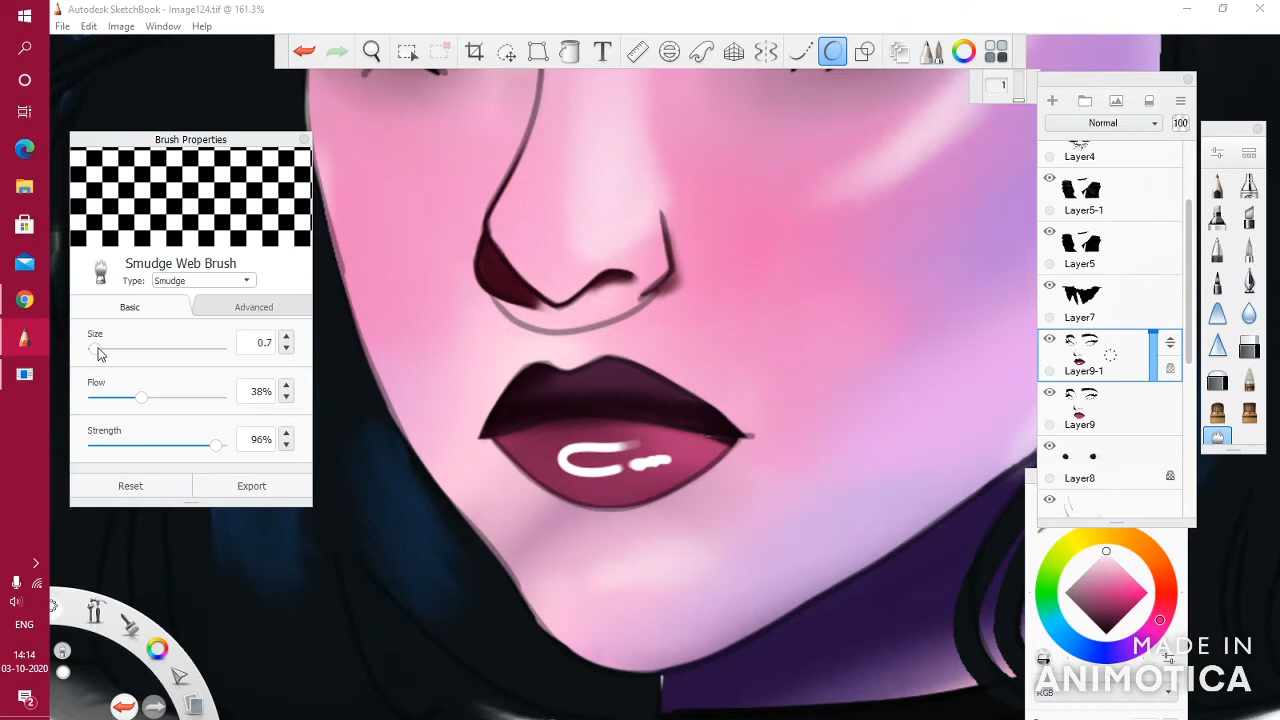 Autodesk SketchBook - Image124.tif @ 161.3%
File Edit Image Window Help
T
1
Brush Properties
Normal
100
Layer4
Layer5-1
Layer5
Layer7
Layer9-1
Layer9
Layer8
Smudge Web Brush
Type: Smudge
Basic Advanced
Size
0.7
Flow
38%
Strength
96%
Reset Export
ENG
14:14
03-10-2020
2
RGB
MADE IN
ANIMOTICA